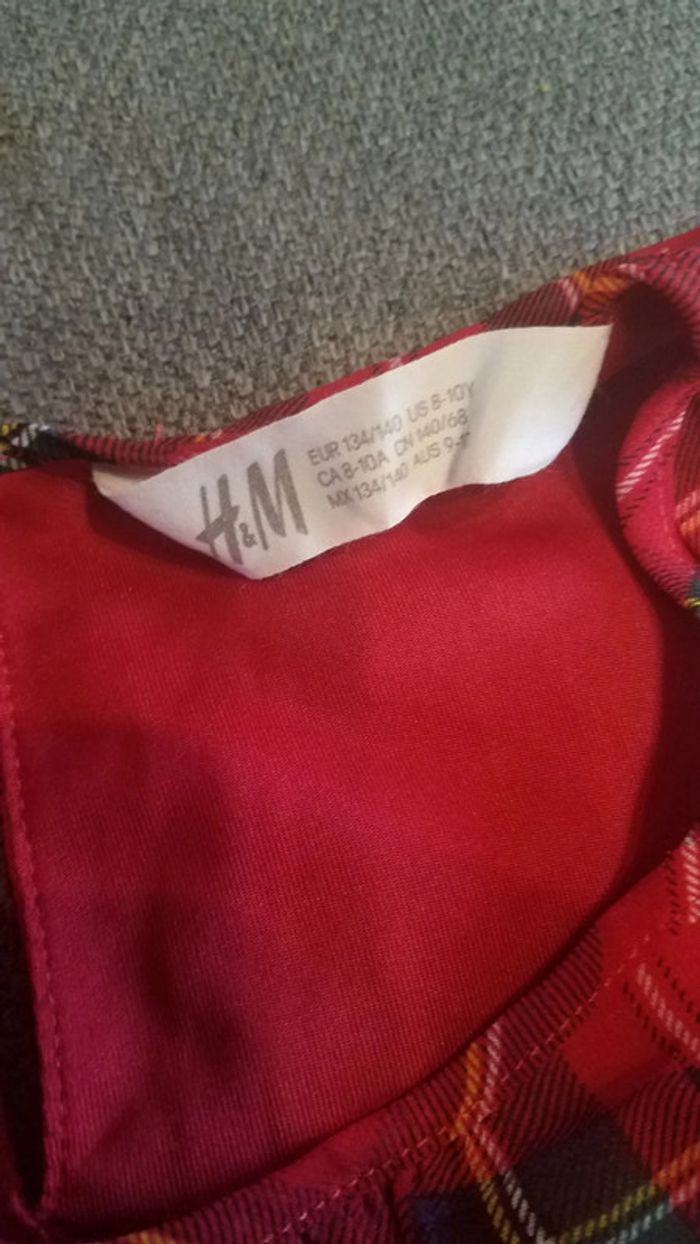 H&M
EUR 134/140 US 8-10Y
CA 8-10A CN 140/68
MX 134/140 AUS